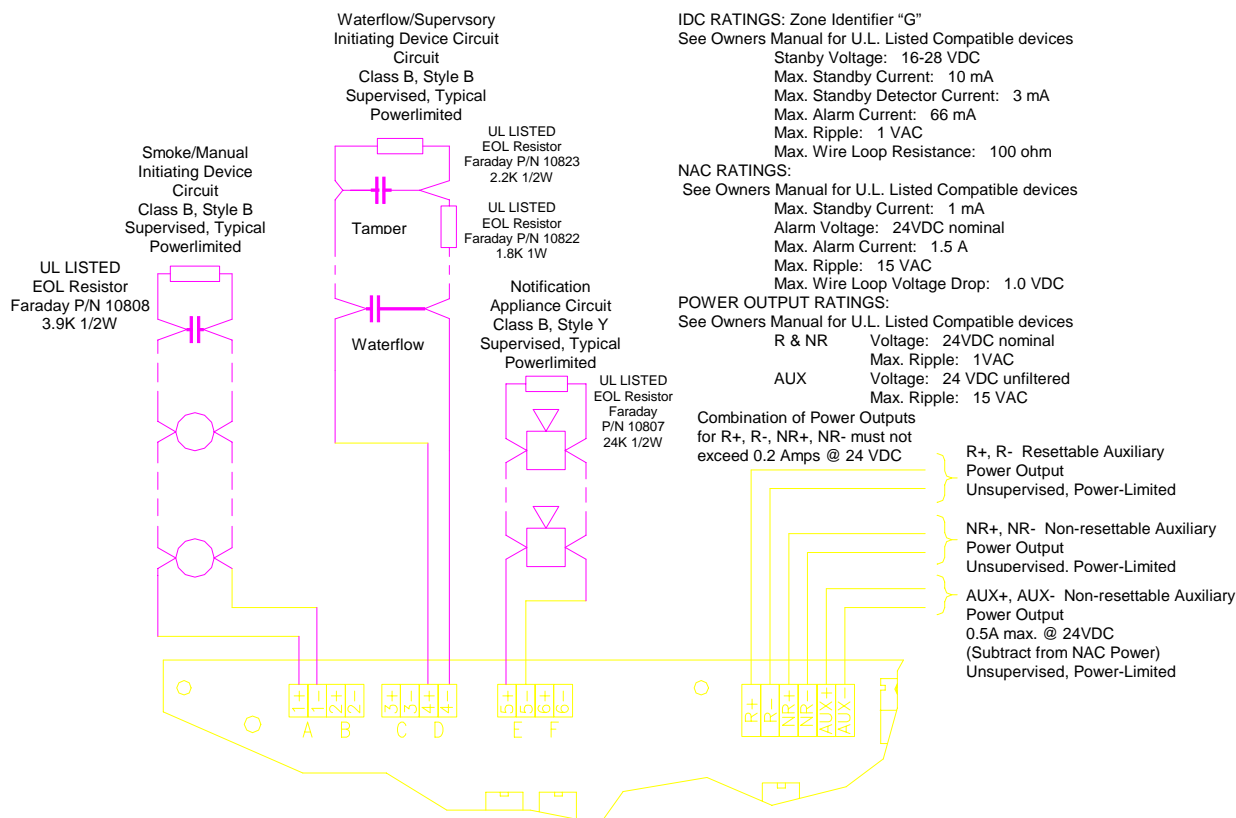 Waterflow/Supervsory
Initiating Device Circuit
Circuit
Class B, Style B
Supervised, Typical
Powerlimited
UL LISTED
EOL Resistor
Faraday P/N 10823
2.2K 1/2W
UL LISTED
EOL Resistor
Faraday P/N 10822
1.8K 1W
Tamper
Waterflow
Smoke/Manual
Initiating Device
Circuit
Class B, Style B
Supervised, Typical
Powerlimited
UL LISTED
EOL Resistor
Faraday P/N 10808
3.9K 1/2W
Notification
Appliance Circuit
Class B, Style Y
Supervised, Typical
Powerlimited
UL LISTED
EOL Resistor
Faraday
P/N 10807
24K 1/2W
IDC RATINGS: Zone Identifier “G”
See Owners Manual for U.L. Listed Compatible devices
Stanby Voltage: 16-28 VDC
Max. Standby Current: 10 mA
Max. Standby Detector Current: 3 mA
Max. Alarm Current: 66 mA
Max. Ripple: 1 VAC
Max. Wire Loop Resistance: 100 ohm
NAC RATINGS:
See Owners Manual for U.L. Listed Compatible devices
Max. Standby Current: 1 mA
Alarm Voltage: 24VDC nominal
Max. Alarm Current: 1.5 A
Max. Ripple: 15 VAC
Max. Wire Loop Voltage Drop: 1.0 VDC
POWER OUTPUT RATINGS:
See Owners Manual for U.L. Listed Compatible devices
R & NR Voltage: 24VDC nominal
Max. Ripple: 1VAC
AUX Voltage: 24 VDC unfiltered
Max. Ripple: 15 VAC
Combination of Power Outputs
for R+, R-, NR+, NR- must not
exceed 0.2 Amps @ 24 VDC
R+, R- Resettable Auxiliary
Power Output
Unsupervised, Power-Limited
NR+, NR- Non-resettable Auxiliary
Power Output
Unsupervised. Power-Limited
AUX+, AUX- Non-resettable Auxiliary
Power Output
0.5A max. @ 24VDC
(Subtract from NAC Power)
Unsupervised, Power-Limited
1+ 1- 2+ 2- 3+ 3- 4+ 4- 5+ 5- 6+ 6- R+ R- NR+ NR- AUX+ AUX-
A B C D E F